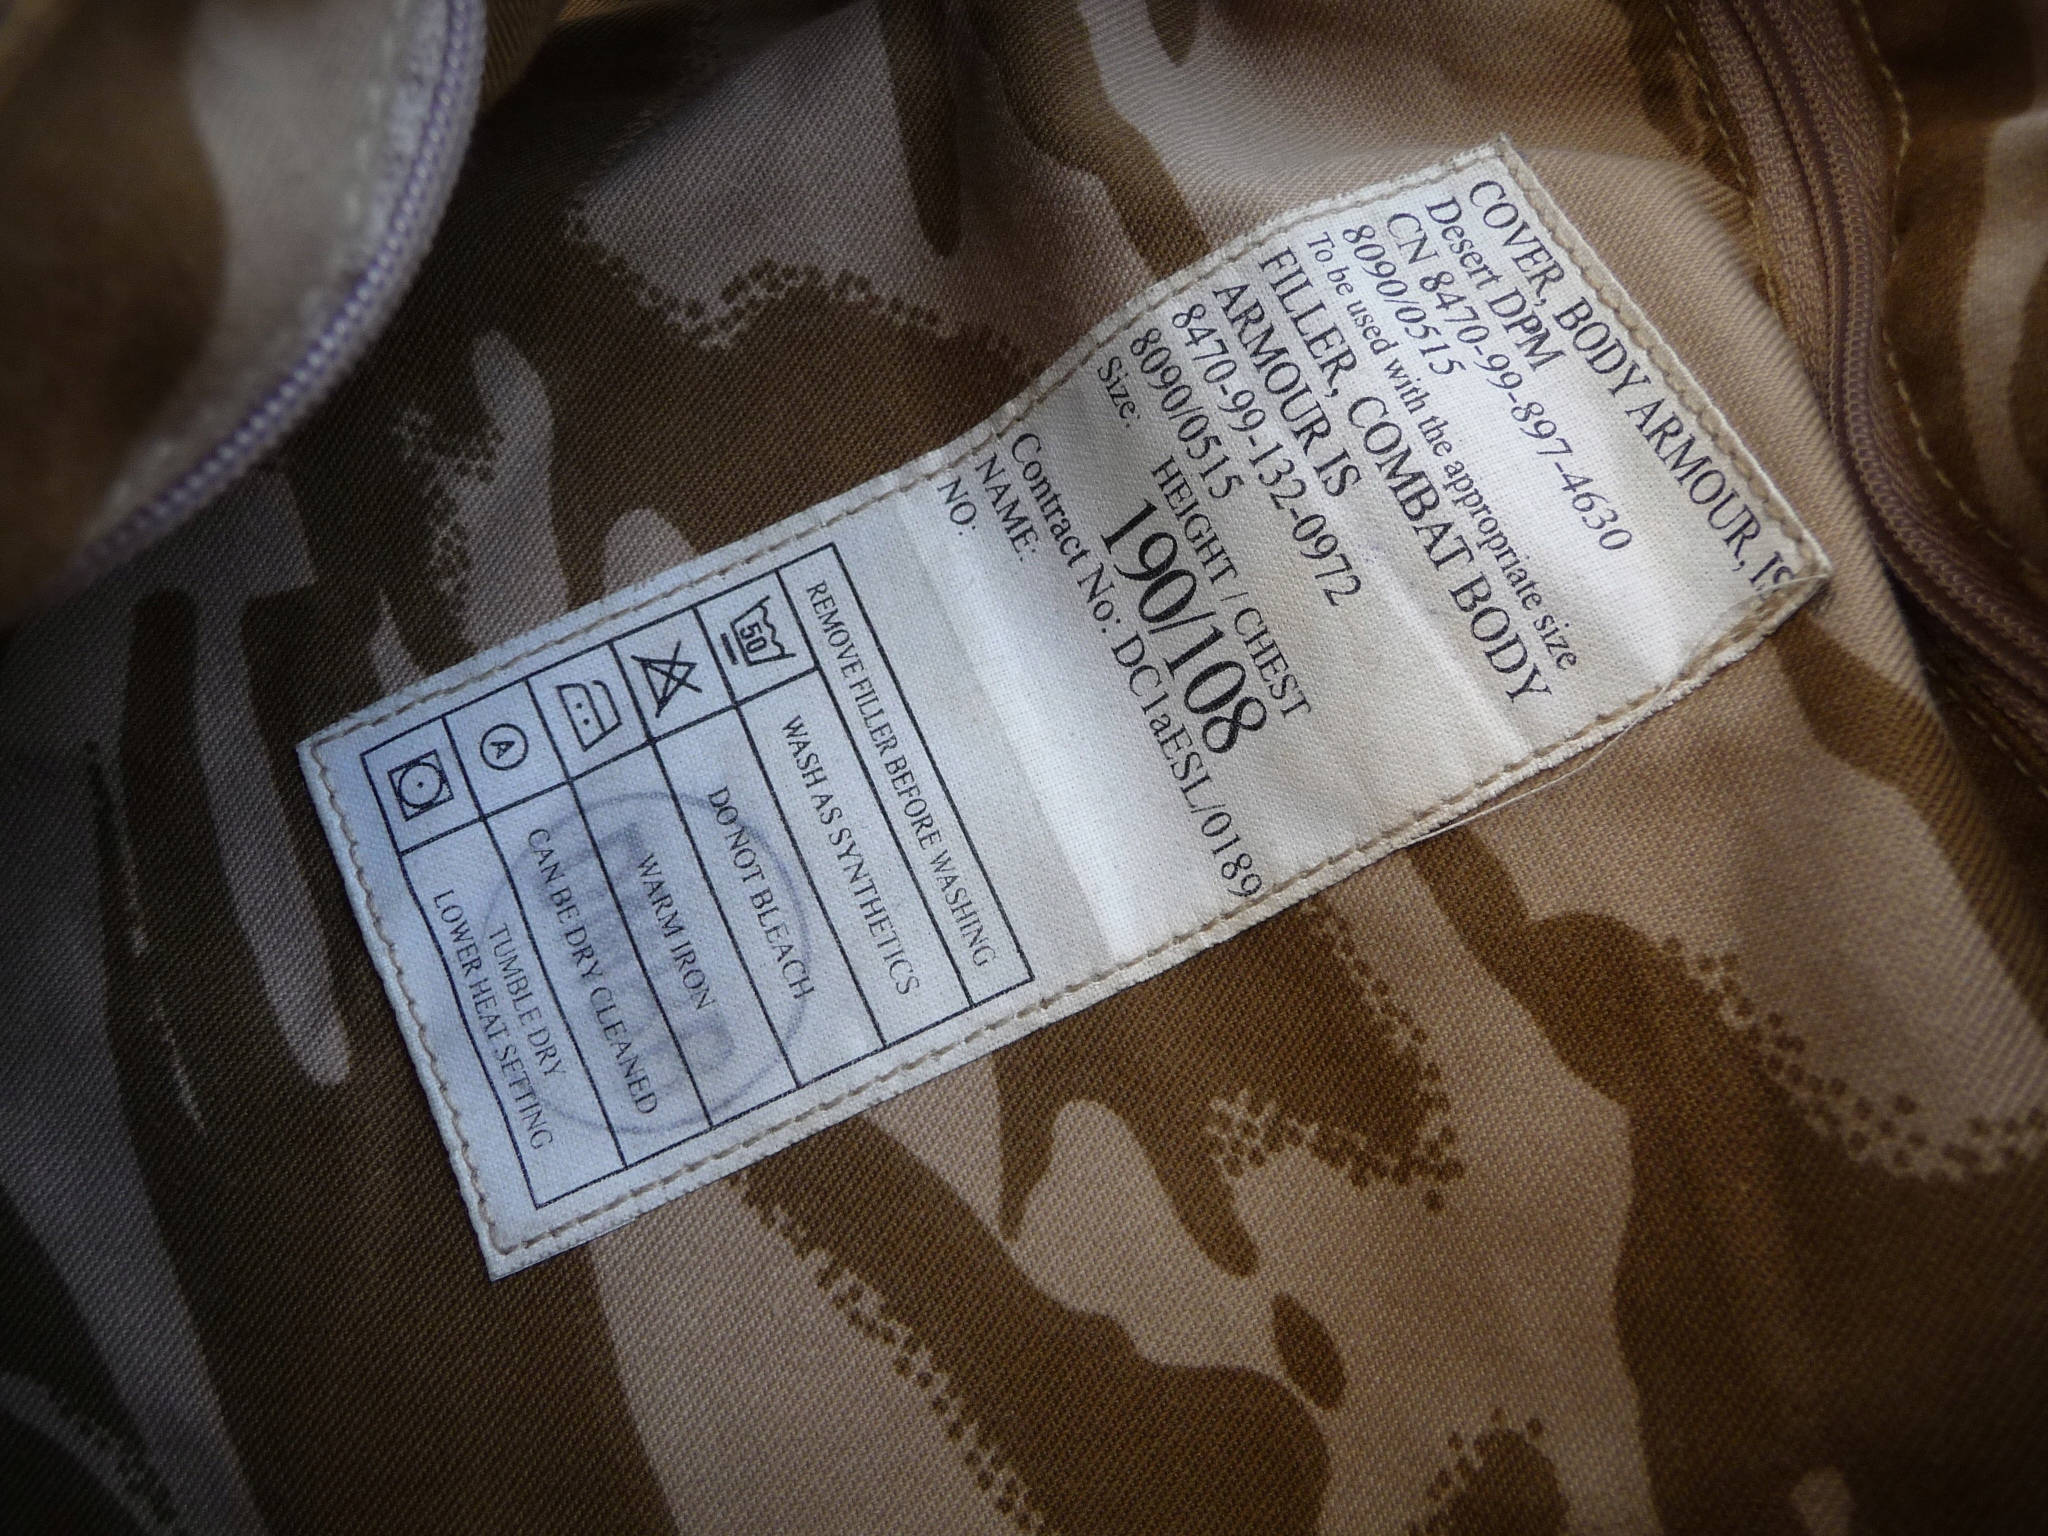 COVER, BODY ARMOUR, IS
Desert DPM
CN 8470-99-897-4630
8090/0515
To be used with the appropriate size
FILLER, COMBAT BODY
ARMOUR IS
8470-99-132-0972
8090/0515
Size: HEIGHT / CHEST
190/108
Contract No: DC1aESL/0189
NAME:
NO.
REMOVE FILLER BEFORE WASHING
50 WASH AS SYNTHETICS
DO NOT BLEACH
WARM IRON
A CAN BE DRY CLEANED
TUMBLE DRY
LOWER HEAT SETTING